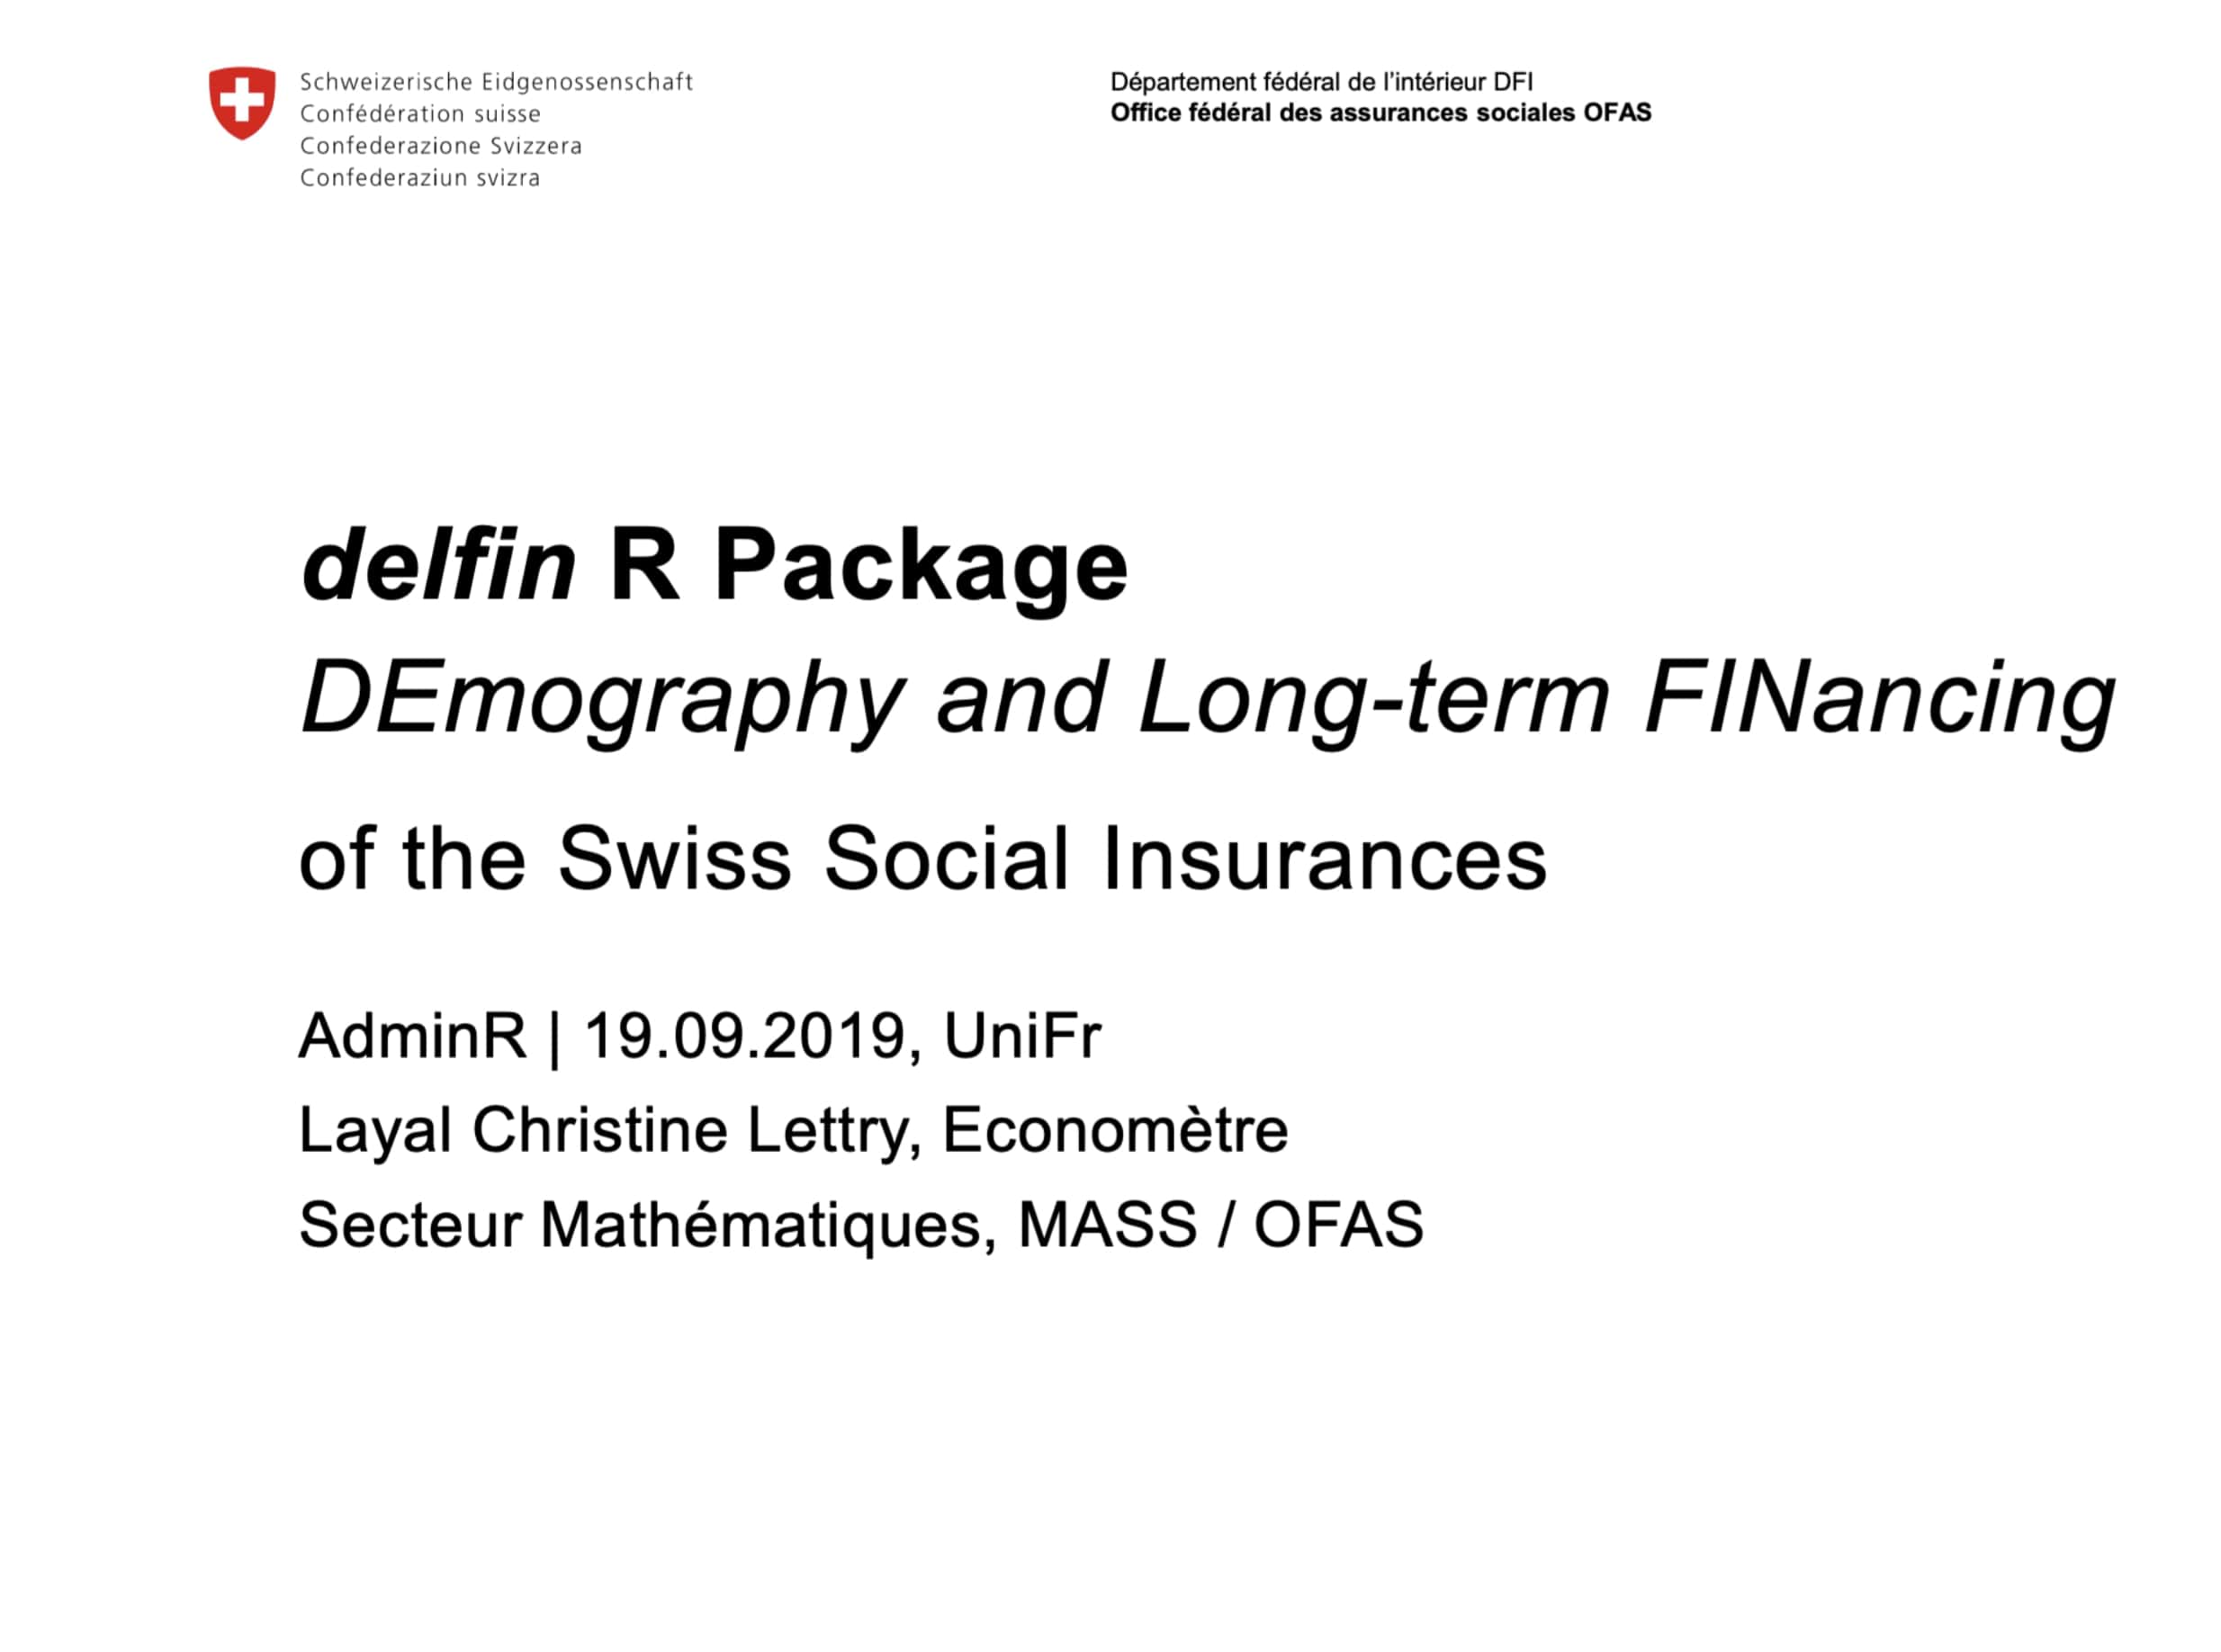 Schweizerische Eidgenossenschaft
Confédération suisse
Confederazione Svizzera
Confederaziun svizra
Département fédéral de l'intérieur DFI
Office fédéral des assurances sociales OFAS
delfin R Package
DEmography and Long-term FINancing
of the Swiss Social Insurances
AdminR | 19.09.2019, UniFr
Layal Christine Lettry, Economètre
Secteur Mathématiques, MASS / OFAS